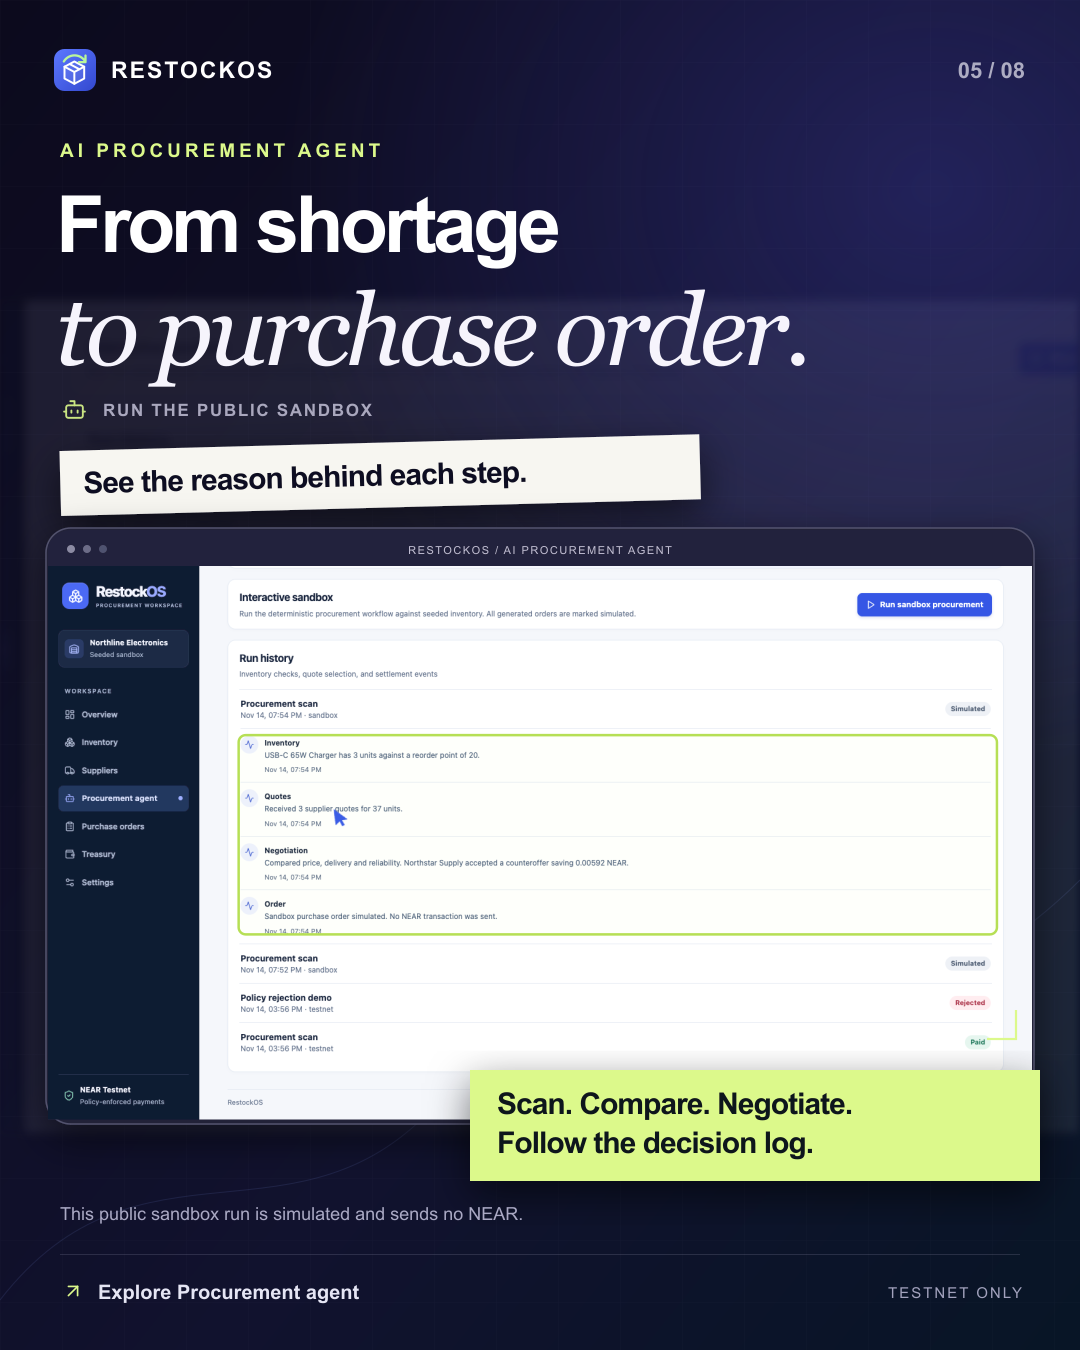 RESTOCKOS
05 / 08
AI PROCUREMENT AGENT
From shortage
to purchase order.
RUN THE PUBLIC SANDBOX
See the reason behind each step.
RESTOCKOS / AI PROCUREMENT AGENT
RestockOS
PROCUREMENT WORKSPACE
Northline Electronics
Seeded sandbox
WORKSPACE
Overview
Inventory
Suppliers
Procurement agent
Purchase orders
Treasury
Settings
NEAR Testnet
Policy-enforced payments
Interactive sandbox
Run the deterministic procurement workflow against seeded inventory. All generated orders are marked simulated.
Run sandbox procurement
Run history
Inventory checks, quote selection, and settlement events
Procurement scan
Nov 14, 07:54 PM · sandbox
Simulated
Inventory
USB-C 65W Charger has 3 units against a reorder point of 20.
Nov 14, 07:54 PM
Quotes
Received 3 supplier quotes for 37 units.
Nov 14, 07:54 PM
Negotiation
Compared price, delivery and reliability. Northstar Supply accepted a counteroffer saving 0.00592 NEAR.
Nov 14, 07:54 PM
Order
Sandbox purchase order simulated. No NEAR transaction was sent.
Nov 14, 07:54 PM
Procurement scan
Nov 14, 07:52 PM · sandbox
Simulated
Policy rejection demo
Nov 14, 03:56 PM · testnet
Rejected
Procurement scan
Nov 14, 03:56 PM · testnet
Paid
RestockOS
Scan. Compare. Negotiate.
Follow the decision log.
This public sandbox run is simulated and sends no NEAR.
Explore Procurement agent
TESTNET ONLY